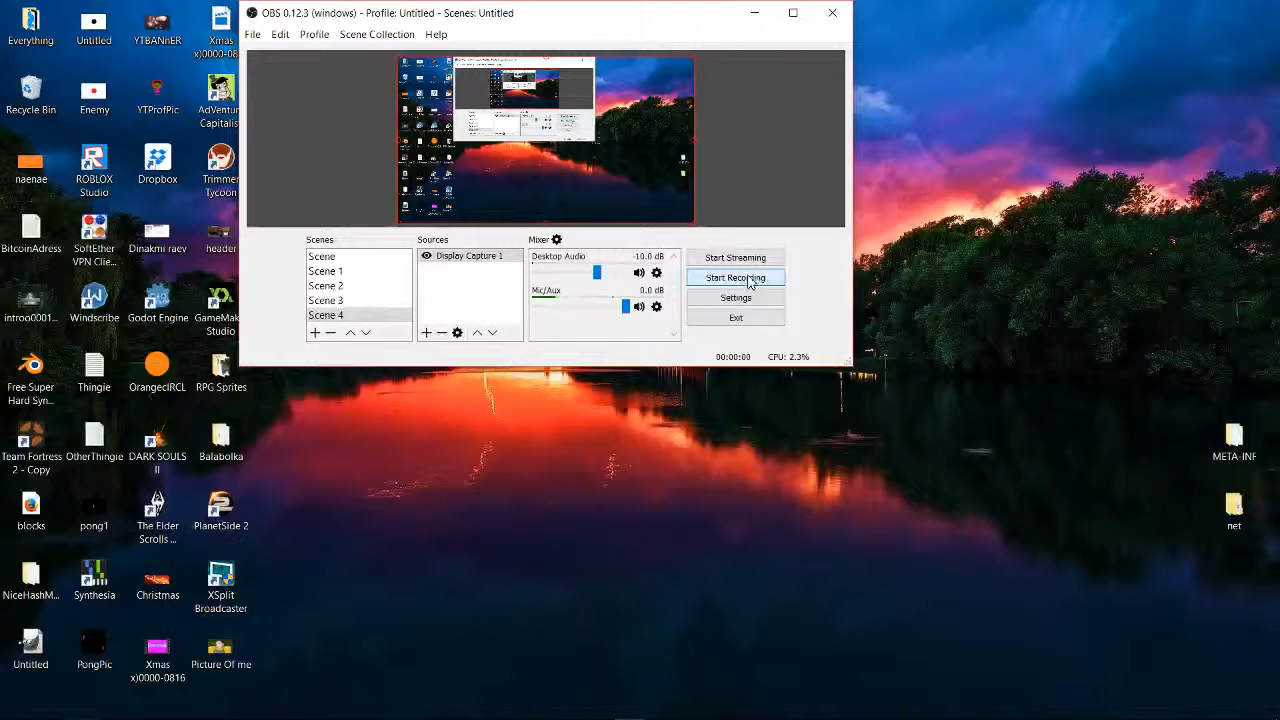 OBS 0.12.3 (windows) - Profile: Untitled - Scenes: Untitled
File Edit Profile Scene Collection Help
Scenes
Scene
Scene 1
Scene 2
Scene 3
Scene 4
Sources
Display Capture 1
Mixer
Desktop Audio -10.0 dB
Mic/Aux 0.0 dB
Start Streaming
Start Recording
Settings
Exit
00:00:00 CPU: 2.3%
Everything
Untitled
YTBANnER
Xmas
x)0000-08
Recycle Bin
Enemy
YTProfPic
AdVentur
Capitalis
naenae
ROBLOX
Studio
Dropbox
Trimmer
Tycoon
BitcoinAdress
SoftEther
VPN Clie...
Dinakmi raev
header
introo0001...
Windscribe
Godot Engine
GameMak
Studio
Free Super
Hard Syn...
Thingie
OrangeIRCL
RPG Sprites
Team Fortress
2 - Copy
OtherThingie
DARK SOULS
II
Balabolka
blocks
pong1
The Elder
Scrolls ...
PlanetSide 2
NiceHashM...
Synthesia
Christmas
XSplit
Broadcaster
Untitled
PongPic
Xmas
x)0000-0816
Picture Of me
META-INF
net